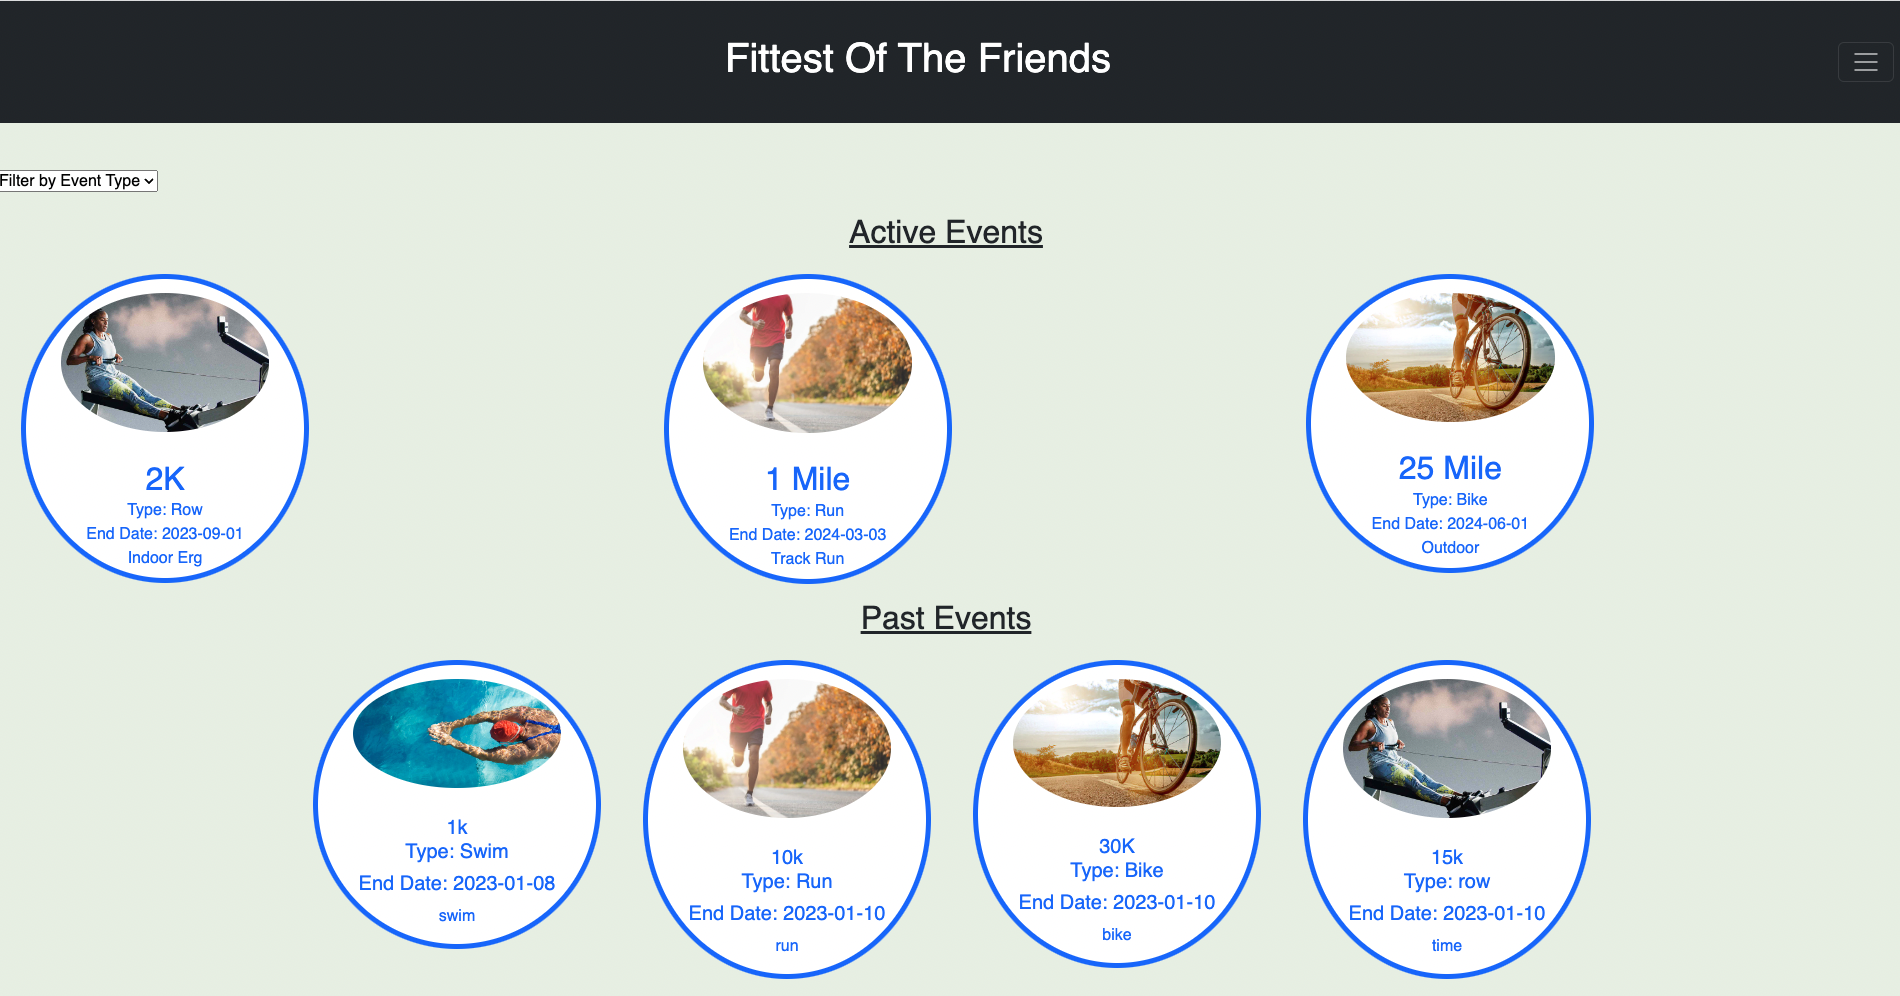 Fittest Of The Friends
Filter by Event Type
Active Events
2K
Type: Row
End Date: 2023-09-01
Indoor Erg
1 Mile
Type: Run
End Date: 2024-03-03
Track Run
25 Mile
Type: Bike
End Date: 2024-06-01
Outdoor
Past Events
1k
Type: Swim
End Date: 2023-01-08
swim
10k
Type: Run
End Date: 2023-01-10
run
30K
Type: Bike
End Date: 2023-01-10
bike
15k
Type: row
End Date: 2023-01-10
time